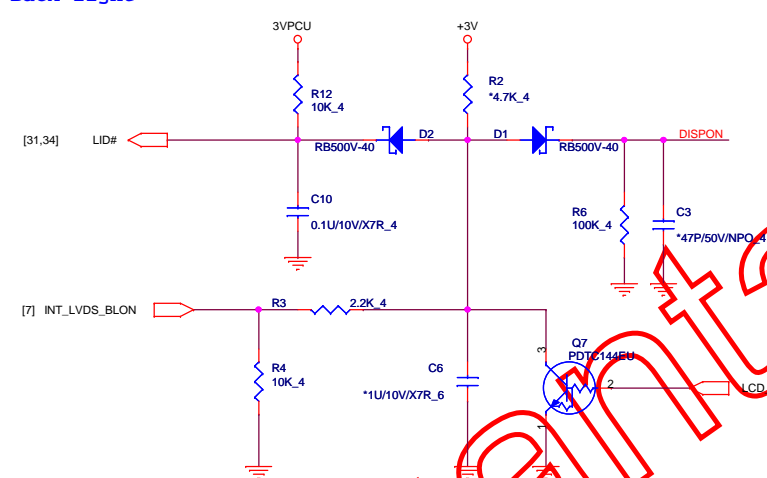 3VPCU
+3V
R12
10K_4
R2
*4.7K_4
[31,34] LID#
D2
RB500V-40
D1
RB500V-40
DISPON
C10
0.1U/10V/X7R_4
R6
100K_4
C3
*47P/50V/NPO_4
[7] INT_LVDS_BLON
R3
2.2K_4
R4
10K_4
C6
*1U/10V/X7R_6
Q7
PDTC144EU
3
2
1
LCD